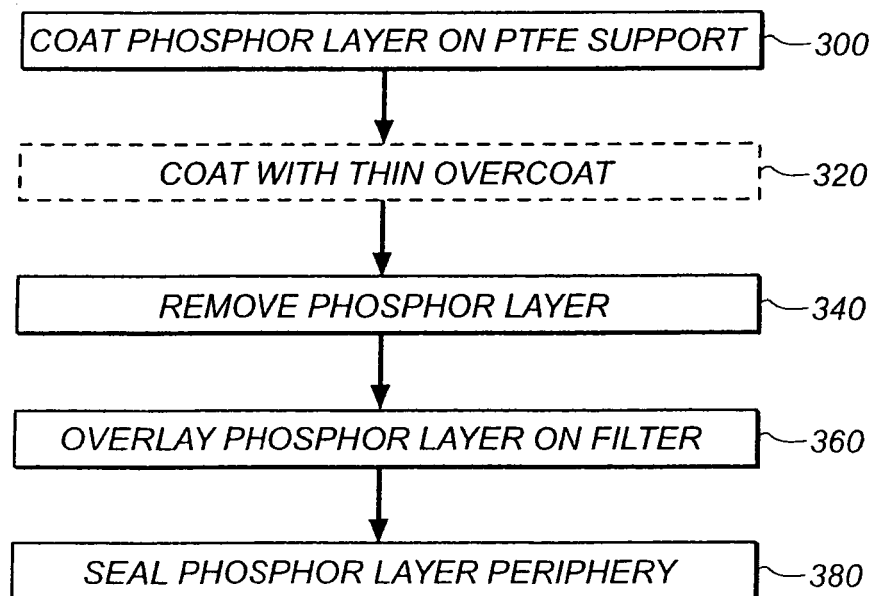 COAT PHOSPHOR LAYER ON PTFE SUPPORT 300
COAT WITH THIN OVERCOAT 320
REMOVE PHOSPHOR LAYER 340
OVERLAY PHOSPHOR LAYER ON FILTER 360
SEAL PHOSPHOR LAYER PERIPHERY 380